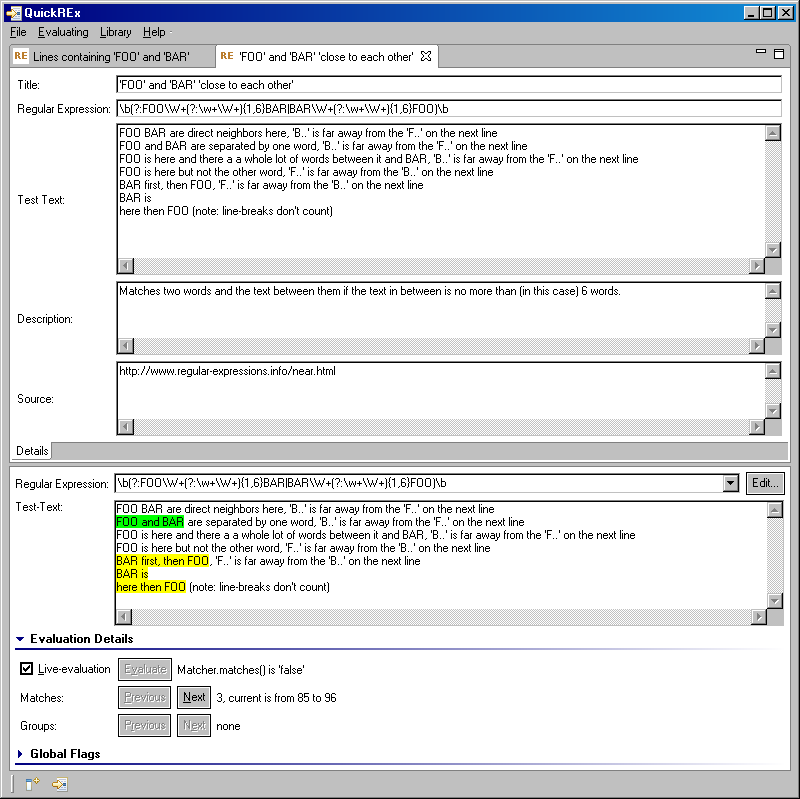 QuickREx
File Evaluating Library Help
RE Lines containing 'FOO' and 'BAR' RE 'FOO' and 'BAR' 'close to each other'
Title: 'FOO' and 'BAR' 'close to each other'
Regular Expression: \b(?:FOO\W+(?:\w+\W+){1,6}BAR|BAR\W+(?:\w+\W+){1,6}FOO)\b
Test Text:
FOO BAR are direct neighbors here, 'B..' is far away from the 'F..' on the next line
FOO and BAR are separated by one word, 'B..' is far away from the 'F..' on the next line
FOO is here and there a a whole lot of words between it and BAR, 'B..' is far away from the 'F..' on the next line
FOO is here but not the other word, 'F..' is far away from the 'B..' on the next line
BAR first, then FOO, 'F..' is far away from the 'B..' on the next line
BAR is
here then FOO (note: line-breaks don't count)
Description:
Matches two words and the text between them if the text in between is no more than (in this case) 6 words.
Source:
http://www.regular-expressions.info/near.html
Details
Regular Expression: \b(?:FOO\W+(?:\w+\W+){1,6}BAR|BAR\W+(?:\w+\W+){1,6}FOO)\b Edit...
Test-Text:
FOO BAR are direct neighbors here, 'B..' is far away from the 'F..' on the next line
FOO and BAR are separated by one word, 'B..' is far away from the 'F..' on the next line
FOO is here and there a a whole lot of words between it and BAR, 'B..' is far away from the 'F..' on the next line
FOO is here but not the other word, 'F..' is far away from the 'B..' on the next line
BAR first, then FOO, 'F..' is far away from the 'B..' on the next line
BAR is
here then FOO (note: line-breaks don't count)
Evaluation Details
Live-evaluation Evaluate Matcher.matches() is 'false'
Matches: Previous Next 3, current is from 85 to 96
Groups: Previous Next none
Global Flags